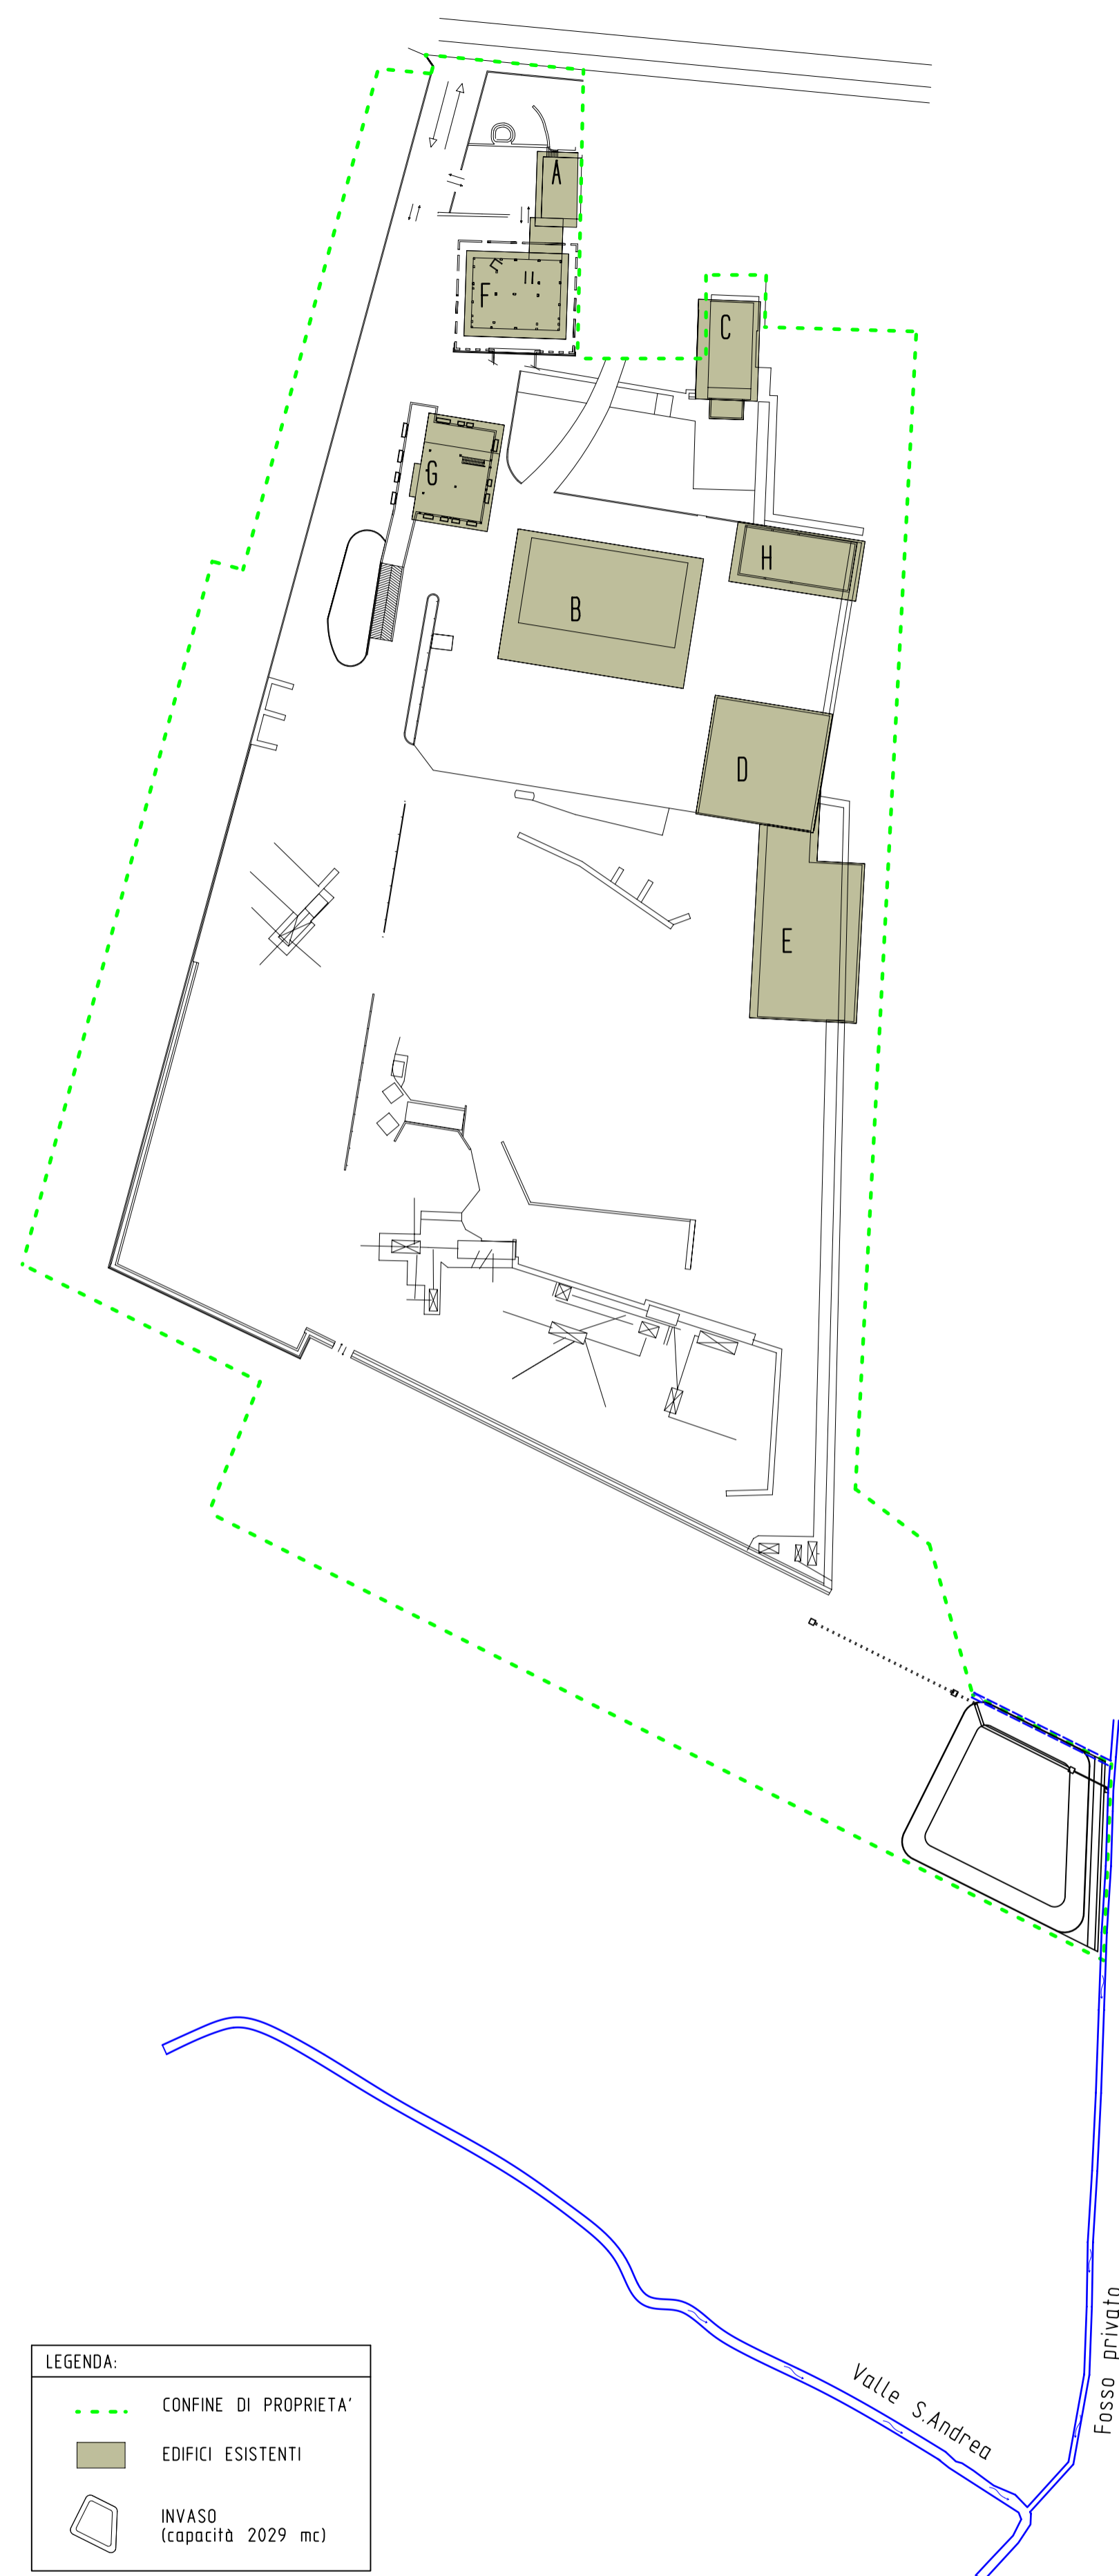 A
F
C
G
H
B
D
E
Fosso privato
Valle S.Andrea
LEGENDA:
CONFINE DI PROPRIETA'
EDIFICI ESISTENTI
INVASO
(capacità 2029 mc)